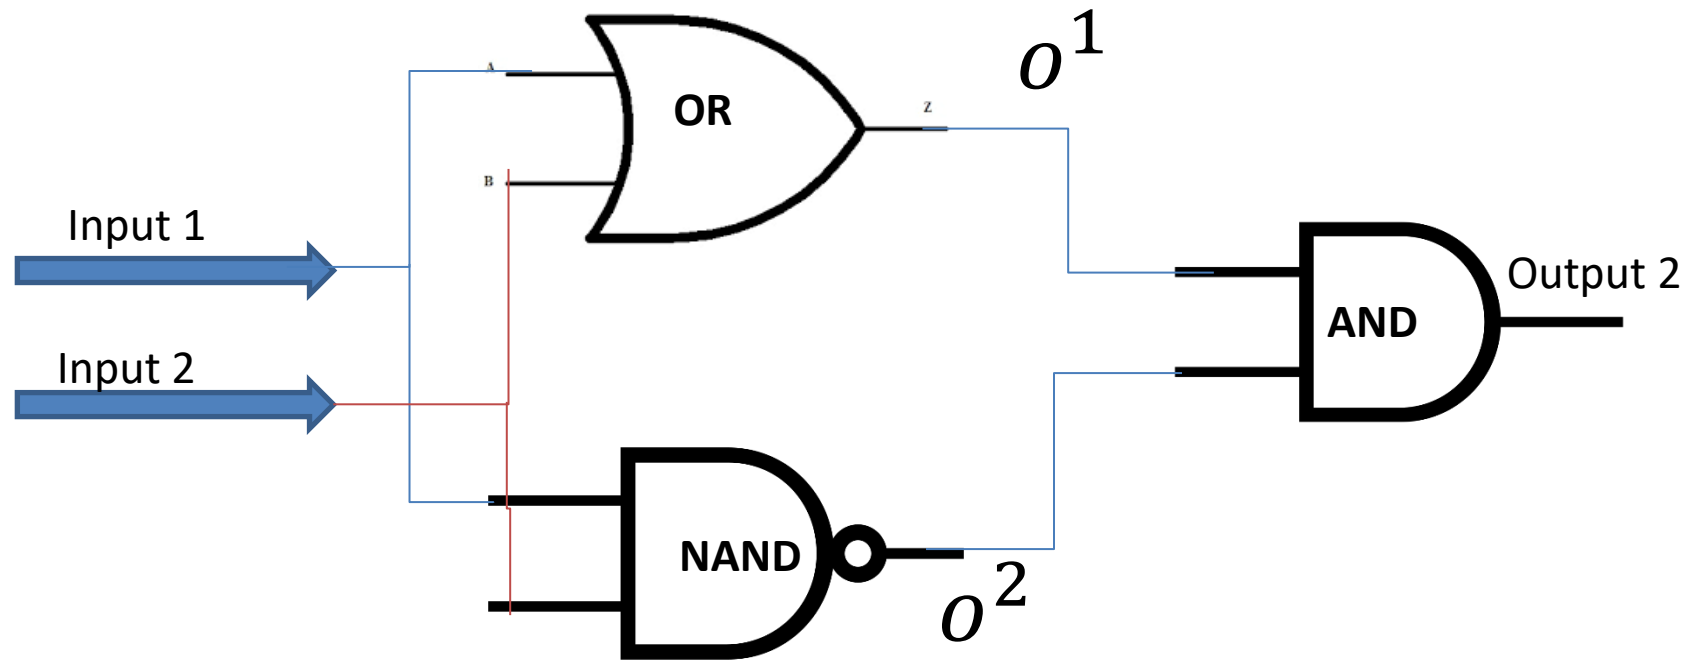 o¹
A
OR
Z
B
Input 1
Output 2
AND
Input 2
NAND
o²